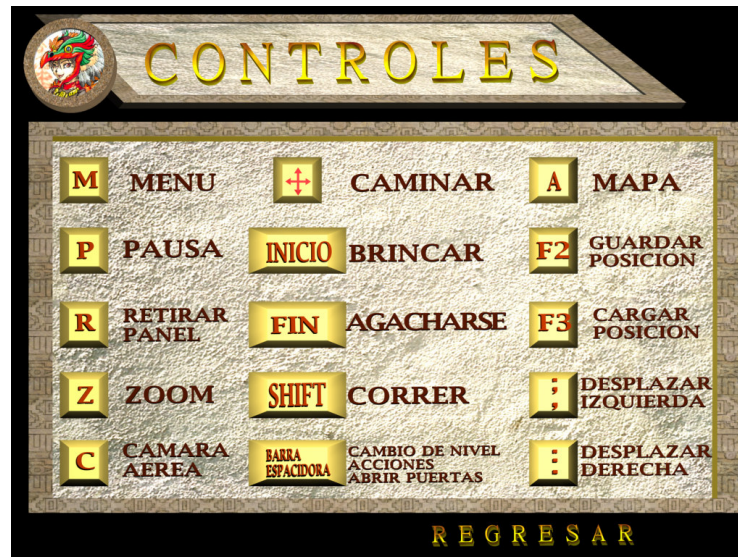 CONTROLES
M MENU
P PAUSA
R RETIRAR
PANEL
Z ZOOM
C CAMARA
AEREA
CAMINAR
INICIO BRINCAR
FIN AGACHARSE
SHIFT CORRER
BARRA
ESPACIDORA
CAMBIO DE NIVEL
ACCIONES
ABRIR PUERTAS
A MAPA
F2 GUARDAR
POSICION
F3 CARGAR
POSICION
; , DESPLAZAR
IZQUIERDA
: . DESPLAZAR
DERECHA
REGRESAR